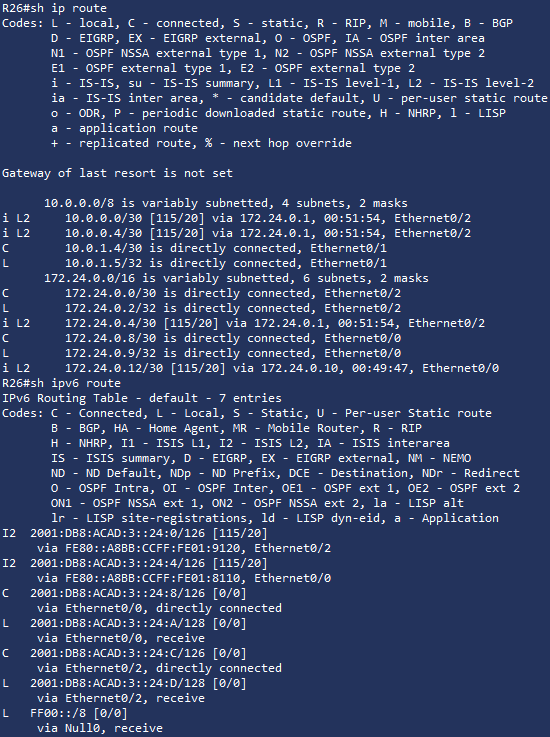 R26#sh ip route
Codes: L - local, C - connected, S - static, R - RIP, M - mobile, B - BGP
       D - EIGRP, EX - EIGRP external, O - OSPF, IA - OSPF inter area
       N1 - OSPF NSSA external type 1, N2 - OSPF NSSA external type 2
       E1 - OSPF external type 1, E2 - OSPF external type 2
       i - IS-IS, su - IS-IS summary, L1 - IS-IS level-1, L2 - IS-IS level-2
       ia - IS-IS inter area, * - candidate default, U - per-user static route
       o - ODR, P - periodic downloaded static route, H - NHRP, l - LISP
       a - application route
       + - replicated route, % - next hop override

Gateway of last resort is not set

      10.0.0.0/8 is variably subnetted, 4 subnets, 2 masks
i L2     10.0.0.0/30 [115/20] via 172.24.0.1, 00:51:54, Ethernet0/2
i L2     10.0.0.4/30 [115/20] via 172.24.0.1, 00:51:54, Ethernet0/2
C        10.0.1.4/30 is directly connected, Ethernet0/1
L        10.0.1.5/32 is directly connected, Ethernet0/1
      172.24.0.0/16 is variably subnetted, 6 subnets, 2 masks
C        172.24.0.0/30 is directly connected, Ethernet0/2
L        172.24.0.2/32 is directly connected, Ethernet0/2
i L2     172.24.0.4/30 [115/20] via 172.24.0.1, 00:51:54, Ethernet0/2
C        172.24.0.8/30 is directly connected, Ethernet0/0
L        172.24.0.9/32 is directly connected, Ethernet0/0
i L2     172.24.0.12/30 [115/20] via 172.24.0.10, 00:49:47, Ethernet0/0
R26#sh ipv6 route
IPv6 Routing Table - default - 7 entries
Codes: C - Connected, L - Local, S - Static, U - Per-user Static route
       B - BGP, HA - Home Agent, MR - Mobile Router, R - RIP
       H - NHRP, I1 - ISIS L1, I2 - ISIS L2, IA - ISIS interarea
       IS - ISIS summary, D - EIGRP, EX - EIGRP external, NM - NEMO
       ND - ND Default, NDp - ND Prefix, DCE - Destination, NDr - Redirect
       O - OSPF Intra, OI - OSPF Inter, OE1 - OSPF ext 1, OE2 - OSPF ext 2
       ON1 - OSPF NSSA ext 1, ON2 - OSPF NSSA ext 2, la - LISP alt
       lr - LISP site-registrations, ld - LISP dyn-eid, a - Application
I2  2001:DB8:ACAD:3::24:0/126 [115/20]
     via FE80::A8BB:CCFF:FE01:9120, Ethernet0/2
I2  2001:DB8:ACAD:3::24:4/126 [115/20]
     via FE80::A8BB:CCFF:FE01:8110, Ethernet0/0
C   2001:DB8:ACAD:3::24:8/126 [0/0]
     via Ethernet0/0, directly connected
L   2001:DB8:ACAD:3::24:A/128 [0/0]
     via Ethernet0/0, receive
C   2001:DB8:ACAD:3::24:C/126 [0/0]
     via Ethernet0/2, directly connected
L   2001:DB8:ACAD:3::24:D/128 [0/0]
     via Ethernet0/2, receive
L   FF00::/8 [0/0]
     via Null0, receive